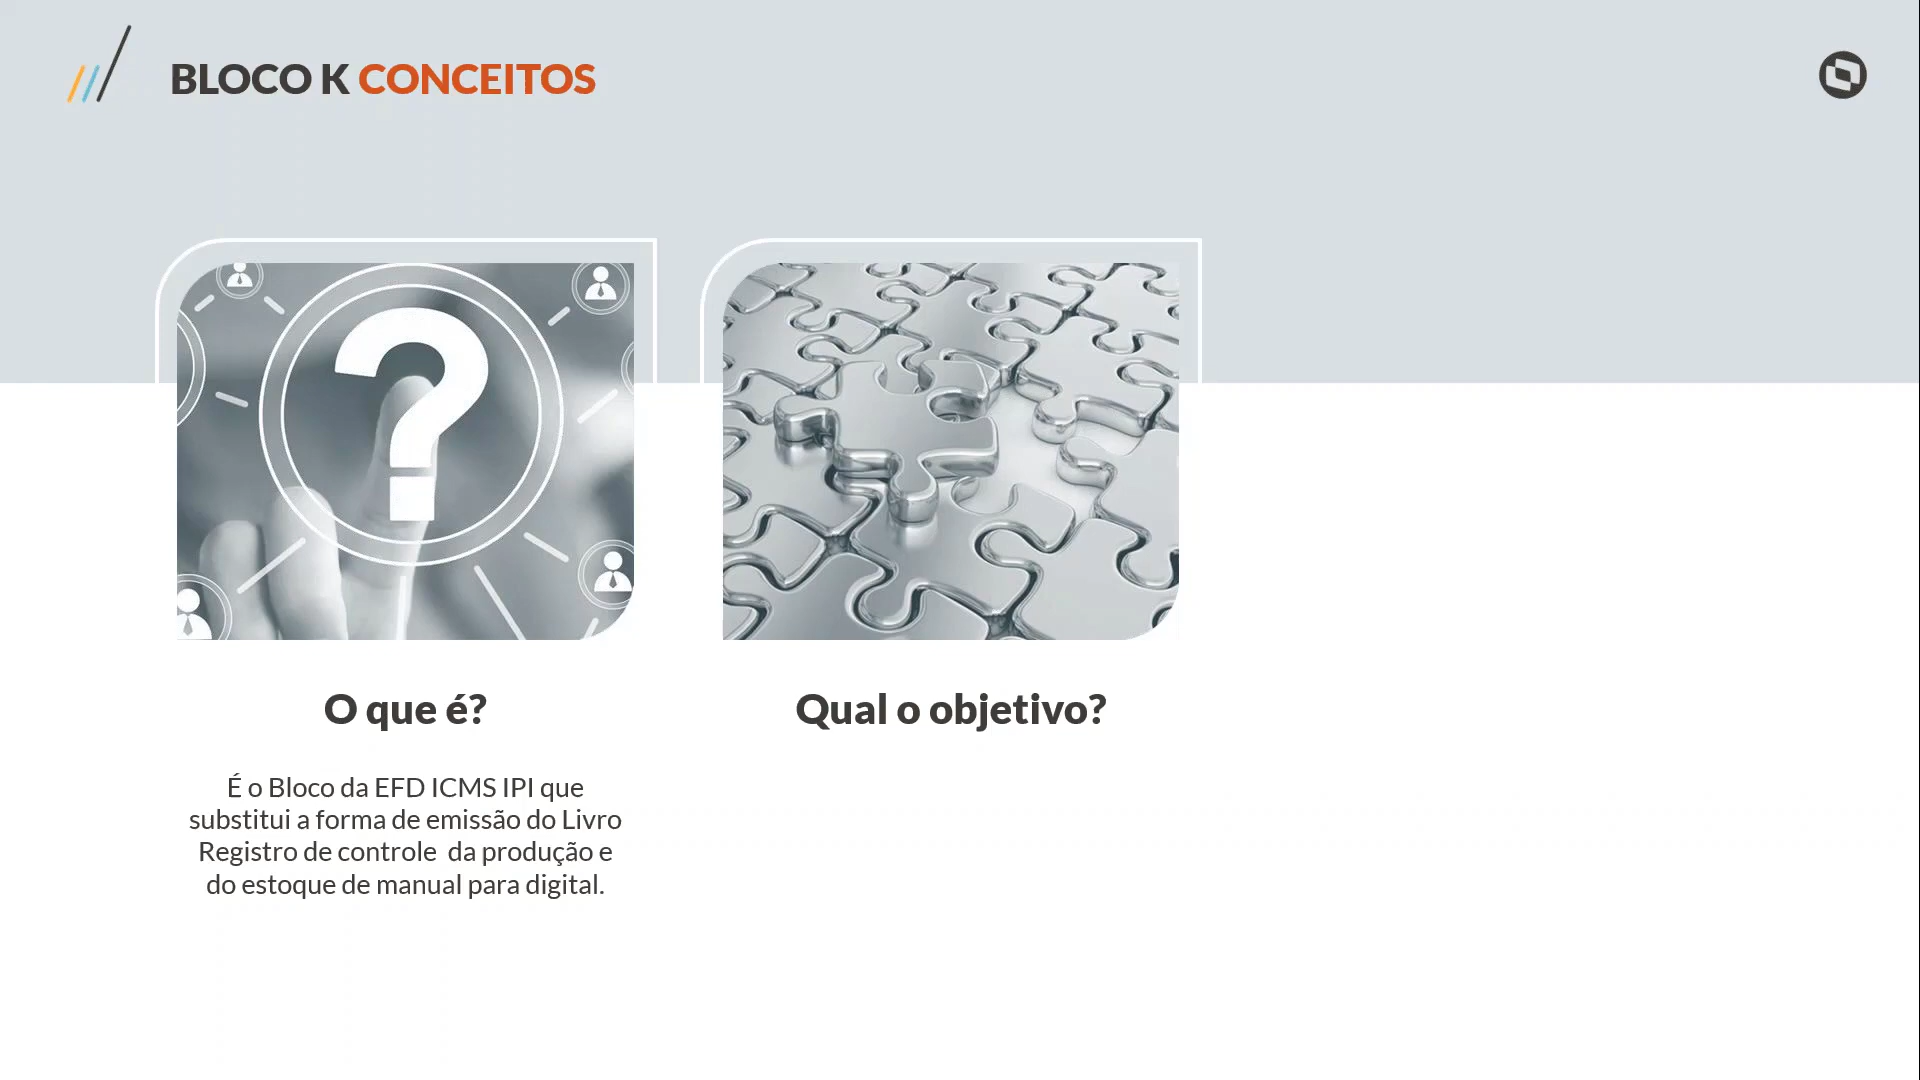 BLOCO K CONCEITOS
O que é?
É o Bloco da EFD ICMS IPI que
substitui a forma de emissão do Livro
Registro de controle  da produção e
do estoque de manual para digital.
Qual o objetivo?